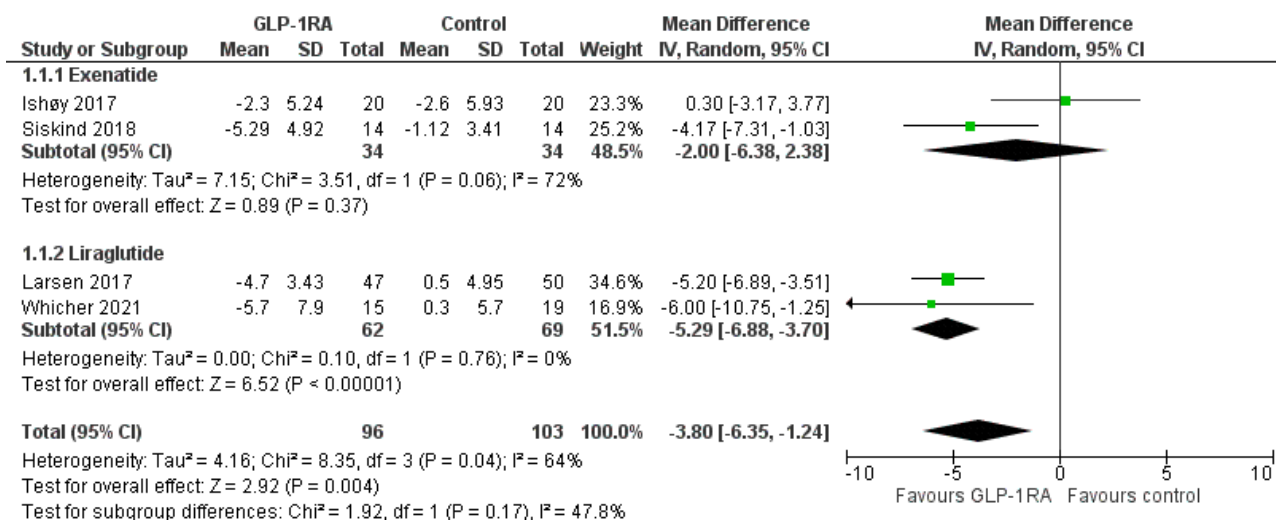 GLP-1RA Control Mean Difference Mean Difference
Study or Subgroup Mean SD Total Mean SD Total Weight IV, Random, 95% CI IV, Random, 95% CI
1.1.1 Exenatide
Ishøy 2017 -2.3 5.24 20 -2.6 5.93 20 23.3% 0.30 [-3.17, 3.77]
Siskind 2018 -5.29 4.92 14 -1.12 3.41 14 25.2% -4.17 [-7.31, -1.03]
Subtotal (95% CI) 34 34 48.5% -2.00 [-6.38, 2.38]
Heterogeneity: Tau² = 7.15; Chi² = 3.51, df = 1 (P = 0.06); I² = 72%
Test for overall effect: Z = 0.89 (P = 0.37)
1.1.2 Liraglutide
Larsen 2017 -4.7 3.43 47 0.5 4.95 50 34.6% -5.20 [-6.89, -3.51]
Whicher 2021 -5.7 7.9 15 0.3 5.7 19 16.9% -6.00 [-10.75, -1.25]
Subtotal (95% CI) 62 69 51.5% -5.29 [-6.88, -3.70]
Heterogeneity: Tau² = 0.00; Chi² = 0.10, df = 1 (P = 0.76); I² = 0%
Test for overall effect: Z = 6.52 (P < 0.00001)
Total (95% CI) 96 103 100.0% -3.80 [-6.35, -1.24]
Heterogeneity: Tau² = 4.16; Chi² = 8.35, df = 3 (P = 0.04); I² = 64%
Test for overall effect: Z = 2.92 (P = 0.004)
Test for subgroup differences: Chi² = 1.92, df = 1 (P = 0.17), I² = 47.8%
-10 -5 0 5 10
Favours GLP-1RA Favours control